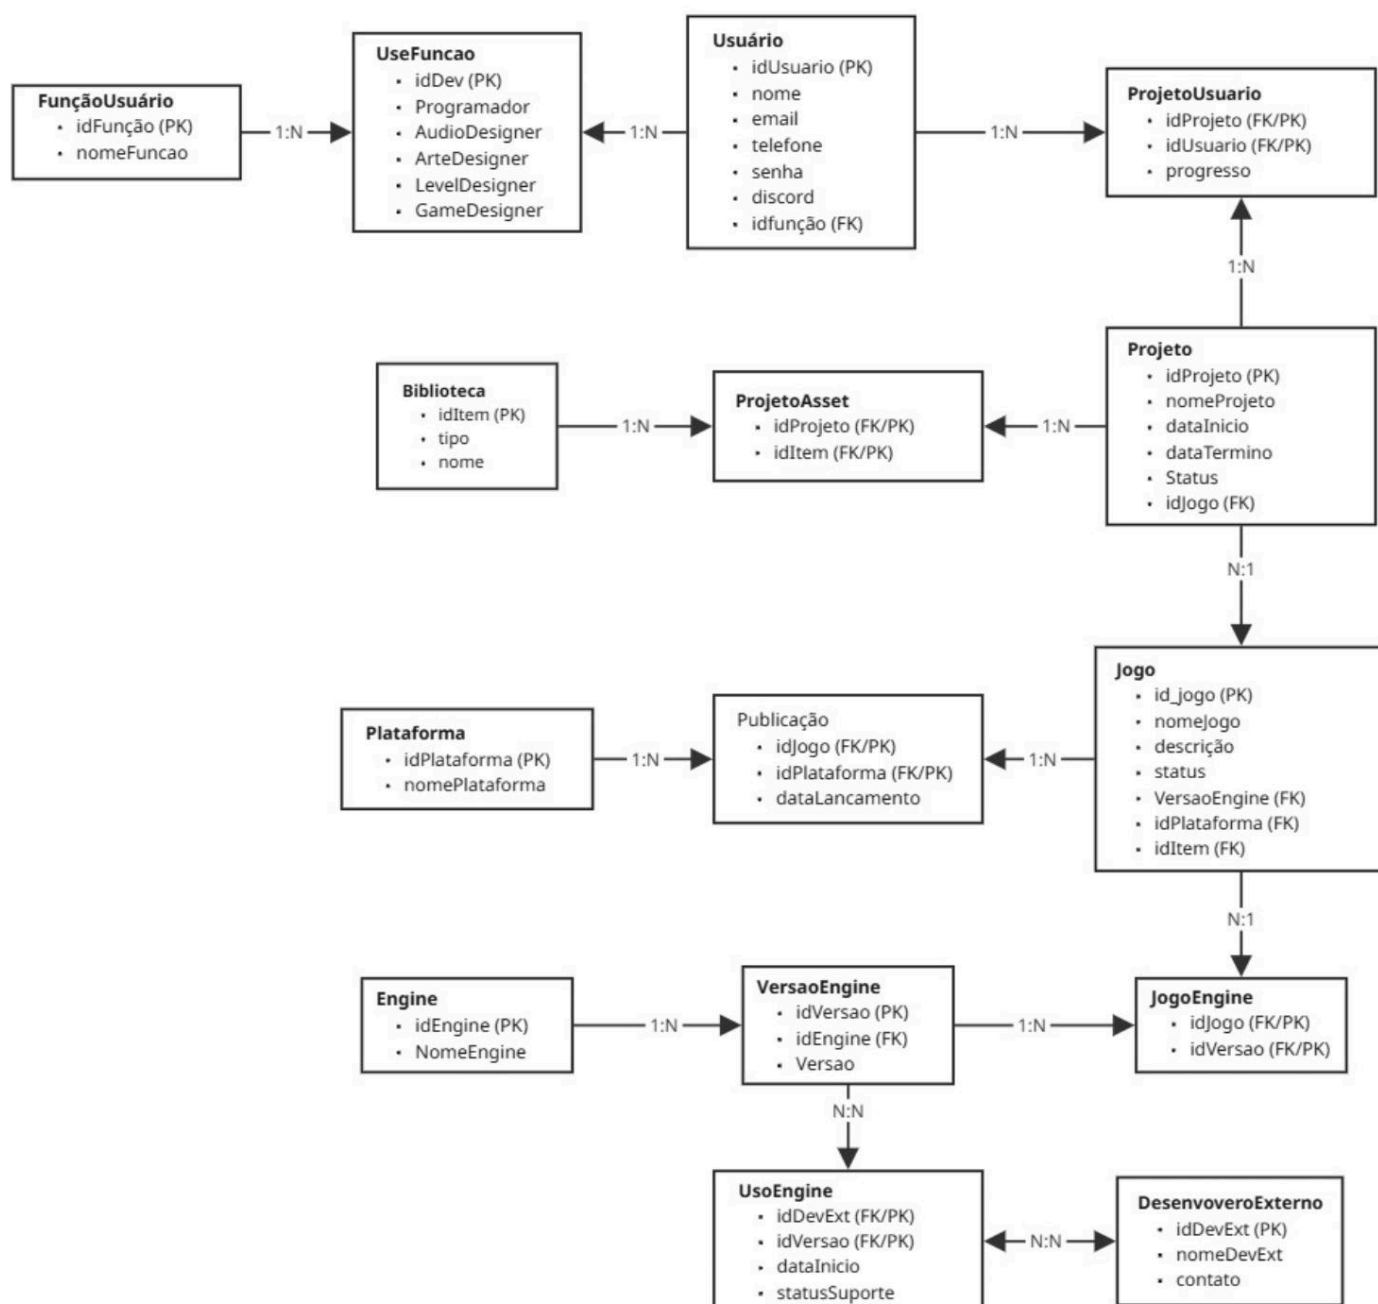 UseFuncao
• idDev (PK)
• Programador
• AudioDesigner
• ArteDesigner
• LevelDesigner
• GameDesigner
Usuário
• idUsuario (PK)
• nome
• email
• telefone
• senha
• discord
• idfunção (FK)
FunçãoUsuário
• idFunção (PK)
• nomeFuncao
ProjetoUsuario
• idProjeto (FK/PK)
• idUsuario (FK/PK)
• progresso
1:N
1:N
1:N
1:N
Projeto
• idProjeto (PK)
• nomeProjeto
• dataInicio
• dataTermino
• Status
• idJogo (FK)
Biblioteca
• idItem (PK)
• tipo
• nome
ProjetoAsset
• idProjeto (FK/PK)
• idItem (FK/PK)
1:N
1:N
N:1
Jogo
• id_jogo (PK)
• nomeJogo
• descrição
• status
• VersaoEngine (FK)
• idPlataforma (FK)
• idItem (FK)
Plataforma
• idPlataforma (PK)
• nomePlataforma
Publicação
• idJogo (FK/PK)
• idPlataforma (FK/PK)
• dataLancamento
1:N
1:N
N:1
Engine
• idEngine (PK)
• NomeEngine
VersaoEngine
• idVersao (PK)
• idEngine (FK)
• Versao
JogoEngine
• idJogo (FK/PK)
• idVersao (FK/PK)
1:N
1:N
N:N
UsoEngine
• idDevExt (FK/PK)
• idVersao (FK/PK)
• dataInicio
• statusSuporte
N:N
DesenvoveroExterno
• idDevExt (PK)
• nomeDevExt
• contato